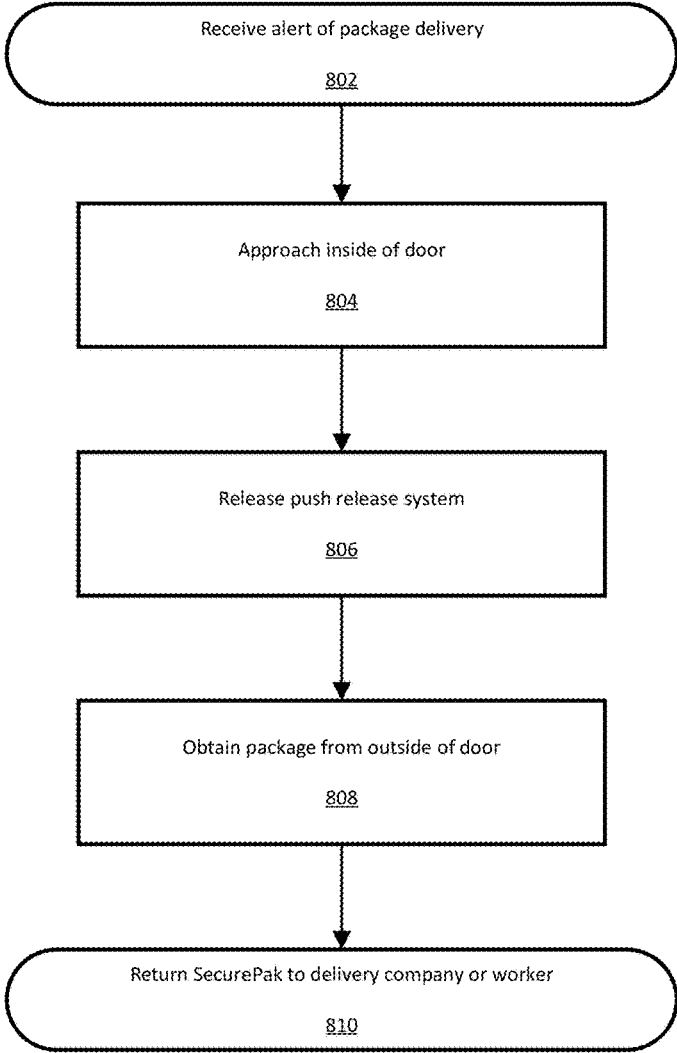 Receive alert of package delivery
802
Approach inside of door
804
Release push release system
806
Obtain package from outside of door
808
Return SecurePak to delivery company or worker
810